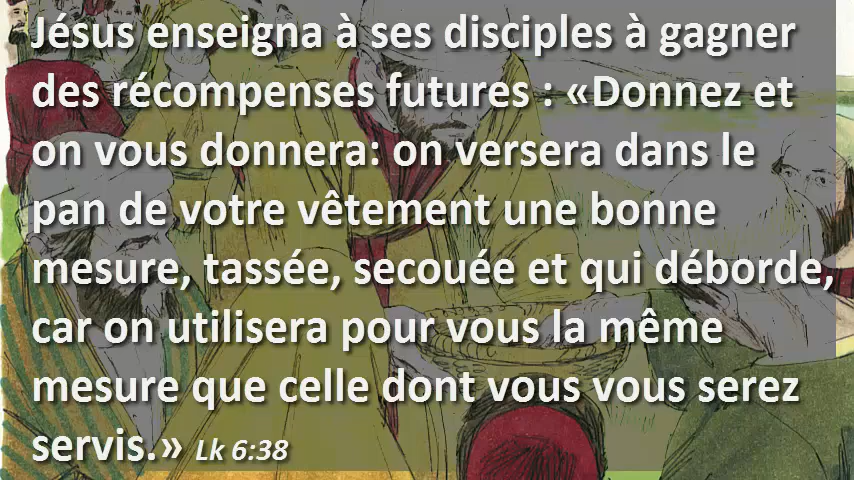 Jésus enseigna à ses disciples à gagner
des récompenses futures : «Donnez et
on vous donnera: on versera dans le
pan de votre vêtement une bonne
mesure, tassée, secouée et qui déborde,
car on utilisera pour vous la même
mesure que celle dont vous vous serez
servis.» Lk 6:38